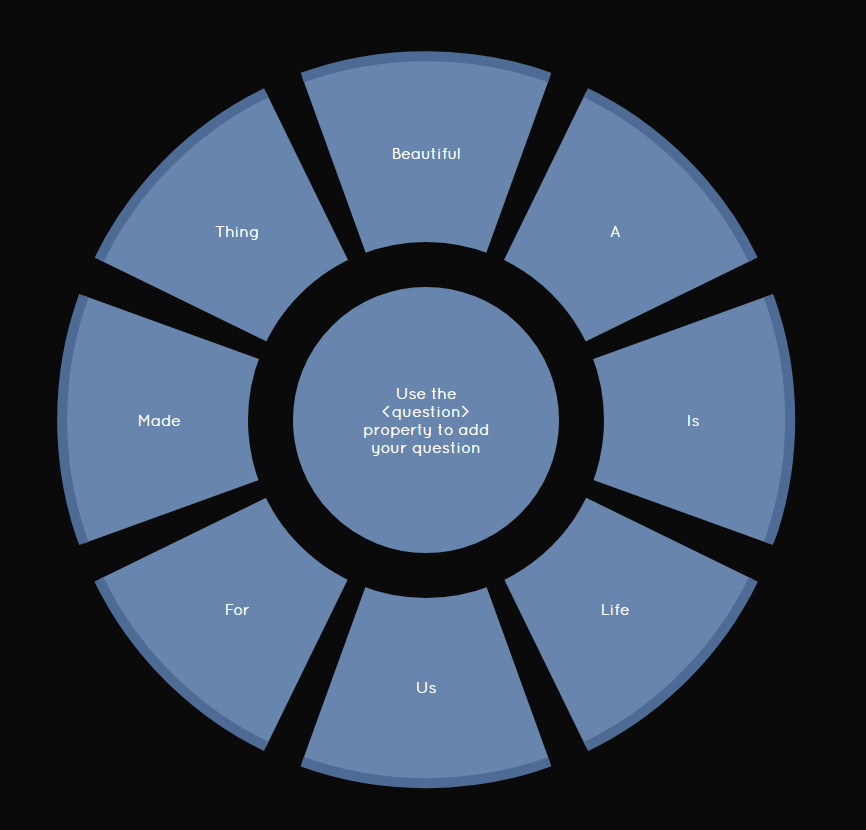 Beautiful
A
Is
Life
Us
For
Made
Thing
Use the
<question>
property to add
your question